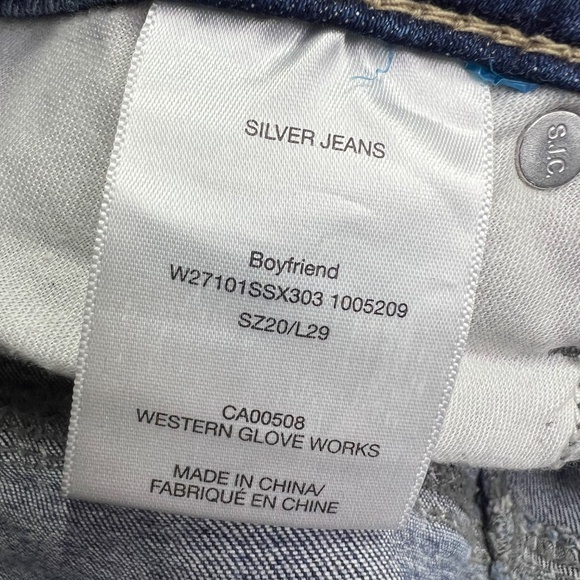 SILVER JEANS
S.J.C.
Boyfriend
W27101SSX303 1005209
SZ20/L29
CA00508
WESTERN GLOVE WORKS
MADE IN CHINA/
FABRIQUÉ EN CHINE